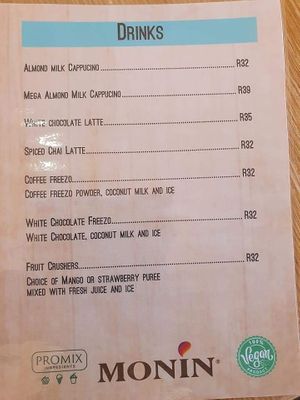 DRINKS
ALMOND MILK CAPPUCINO R32
MEGA ALMOND MILK CAPPUCINO R39
WHITE CHOCOLATE LATTE R35
SPICED CHAI LATTE R32
COFFEE FREEZO R32
COFFEE FREEZO POWDER, COCONUT MILK AND ICE
WHITE CHOCOLATE FREEZO R32
WHITE CHOCOLATE, COCONUT MILK AND ICE
FRUIT CRUSHERS R32
CHOICE OF MANGO OR STRAWBERRY PUREE
MIXED WITH FRESH JUICE AND ICE
PROMIX
INGREDIENTS
MONIN
100%
Vegan
PRODUCT